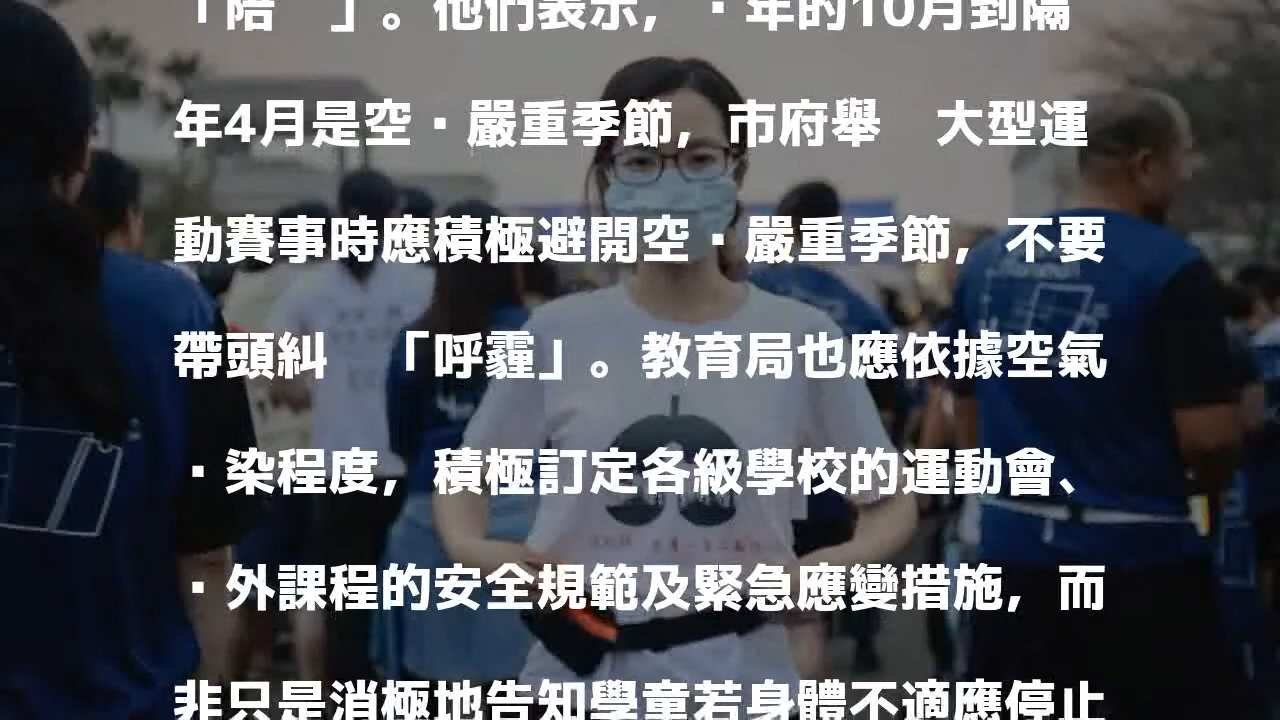 「陪　」。他們表示，·年的10月到隔
年4月是空·嚴重季節，市府舉　大型運
動賽事時應積極避開空·嚴重季節，不要
帶頭糾　「呼霾」。教育局也應依據空氣
·染程度，積極訂定各級學校的運動會、
·外課程的安全規範及緊急應變措施，而
非只是消極地告知學童若身體不適應停止